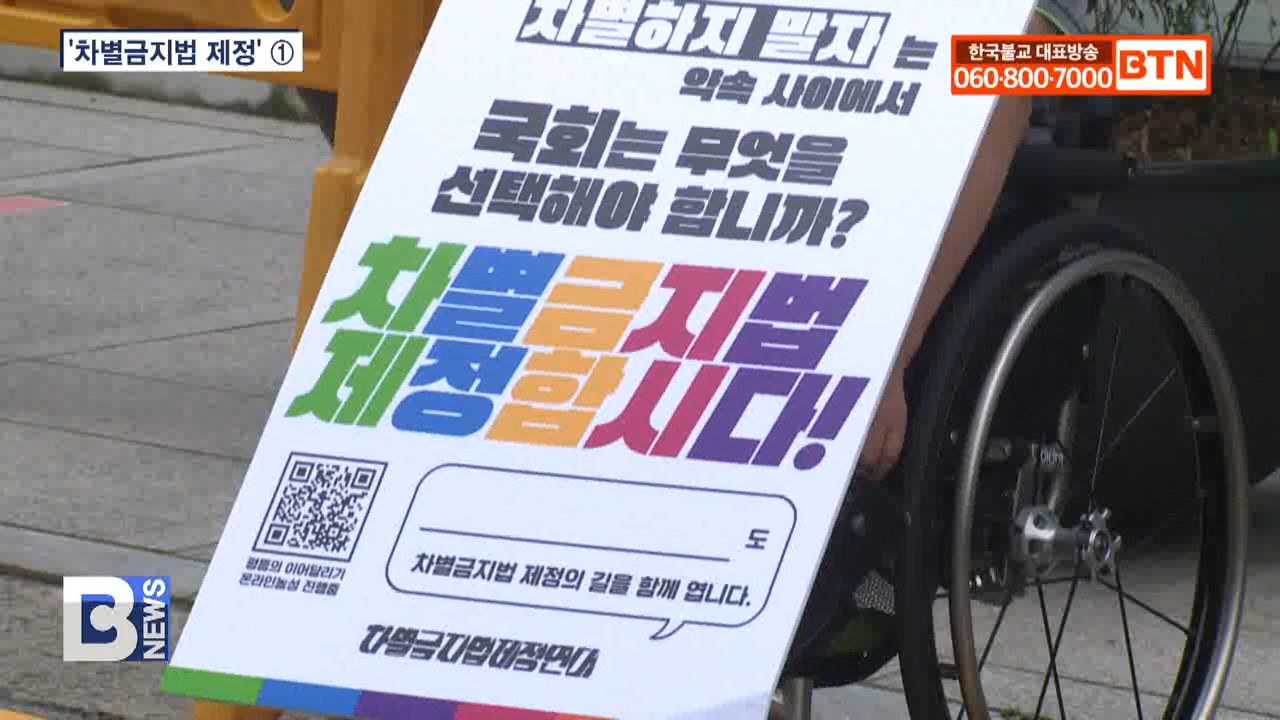 '차별금지법 제정' ①
한국불교 대표방송
060·800·7000
BTN
차별하지 말자 는
약속 사이에서
국회는 무엇을
선택해야 합니까?
차별금지법
제정합시다!
평등의 이어달리기
온라인농성 진행중
도
차별금지법 제정의 길을 함께 엽니다.
차별금지법제정연대
B NEWS